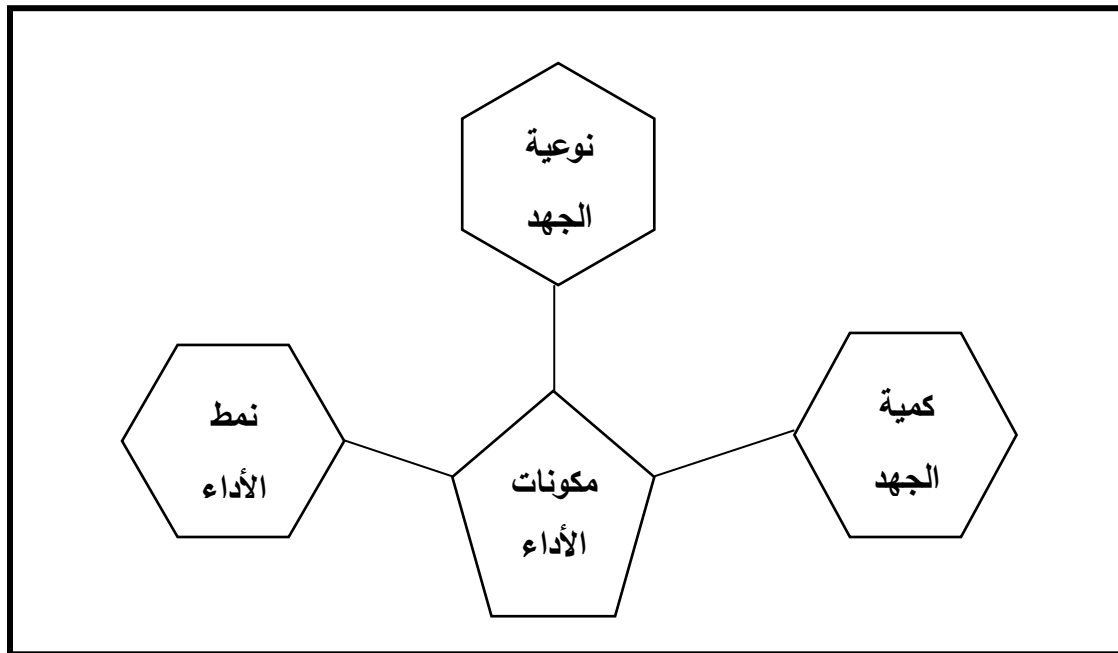 نوعية
الجهد
كمية
الجهد
نمط
الأداء
مكونات
الأداء